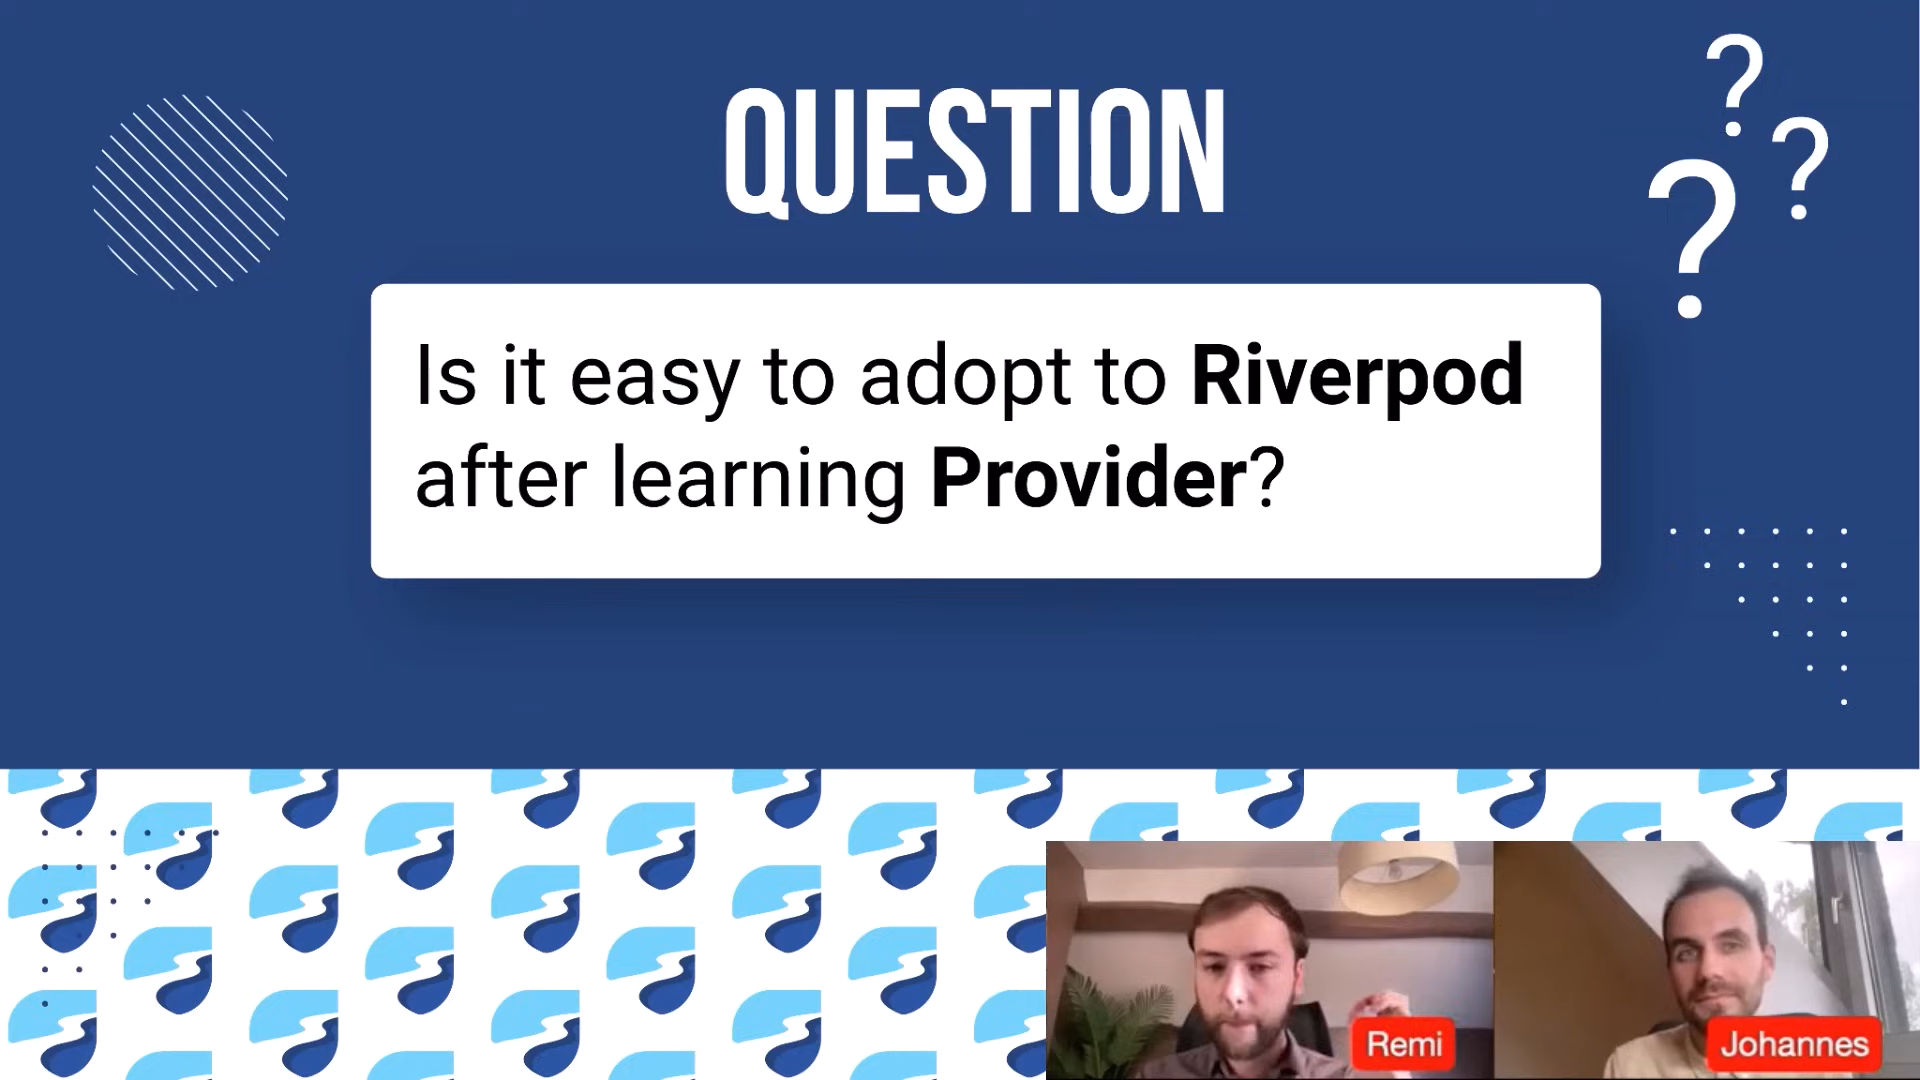 QUESTION
Is it easy to adopt to Riverpod
after learning Provider?
Remi
Johannes